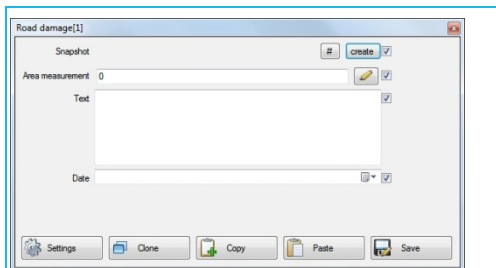 Road damage[1]
Snapshot # create
Area measurement 0
Text
Date
Settings Clone Copy Paste Save